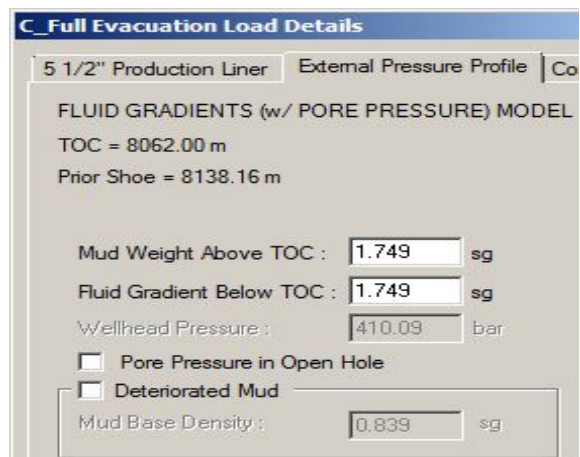 C_Full Evacuation Load Details
5 1/2" Production Liner External Pressure Profile Co
FLUID GRADIENTS (w/ PORE PRESSURE) MODEL
TOC = 8062.00 m
Prior Shoe = 8138.16 m
Mud Weight Above TOC : 1.749 sg
Fluid Gradient Below TOC : 1.749 sg
Wellhead Pressure : 410.09 bar
Pore Pressure in Open Hole
Deteriorated Mud
Mud Base Density : 0.839 sg